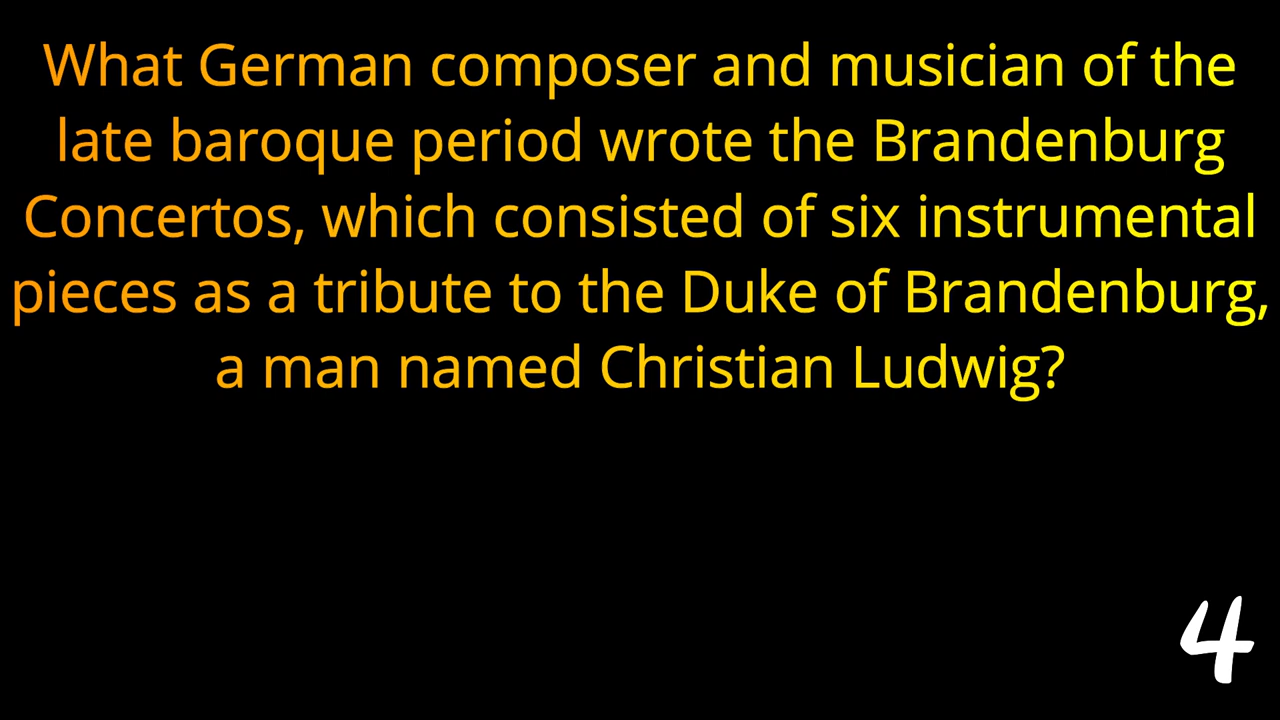 What German composer and musician of the
late baroque period wrote the Brandenburg
Concertos, which consisted of six instrumental
pieces as a tribute to the Duke of Brandenburg,
a man named Christian Ludwig?
4